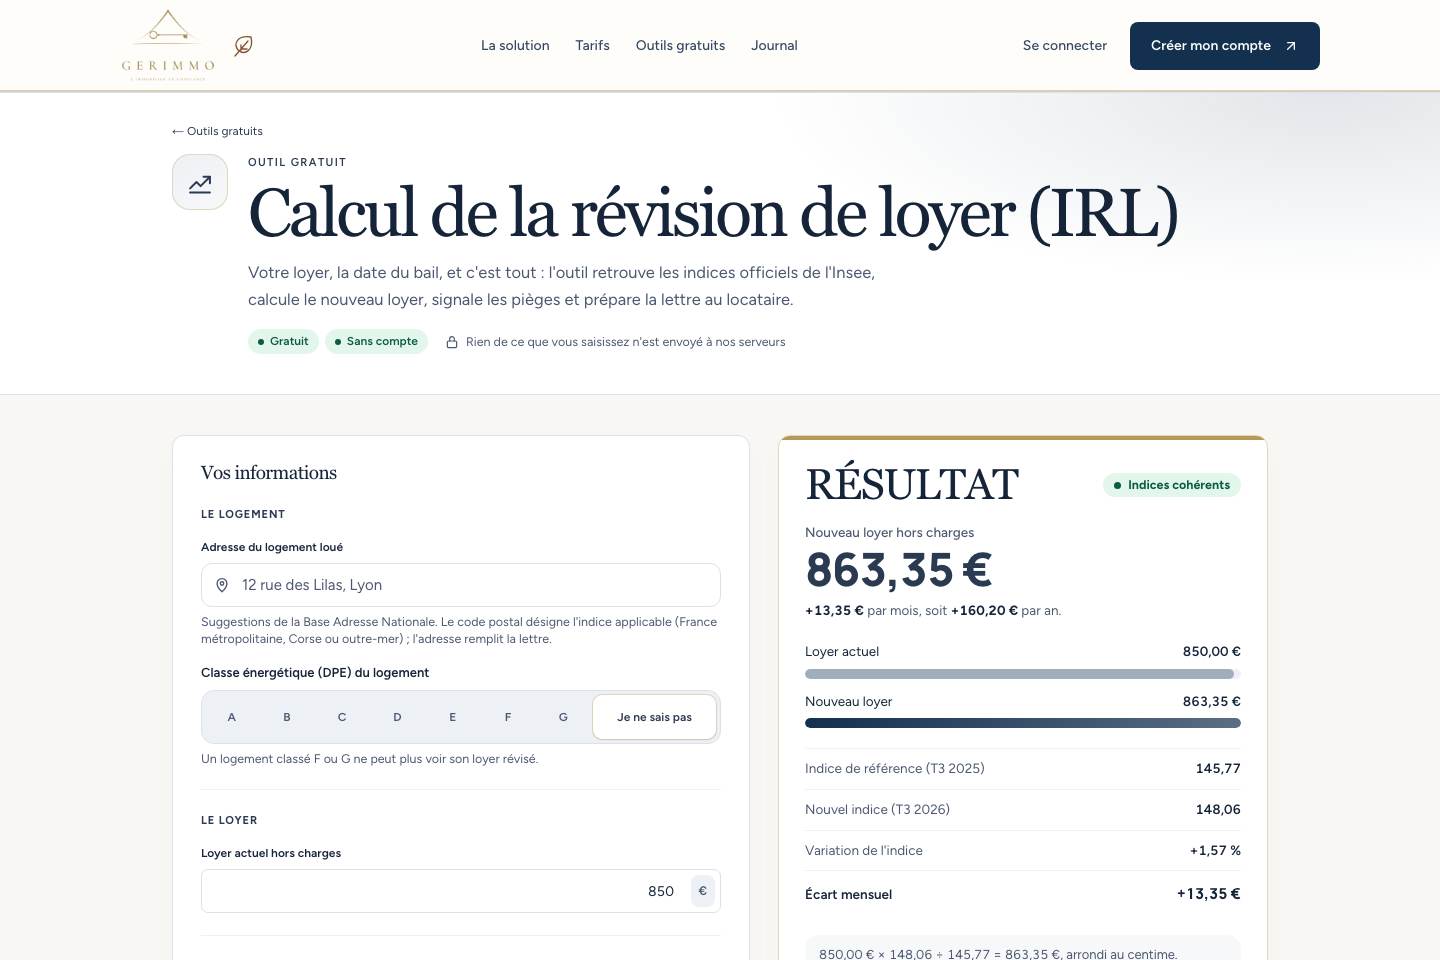 GERIMMO
La solution
Tarifs
Outils gratuits
Journal
Se connecter
Créer mon compte
← Outils gratuits
OUTIL GRATUIT
Calcul de la révision de loyer (IRL)
Votre loyer, la date du bail, et c'est tout : l'outil retrouve les indices officiels de l'Insee,
calcule le nouveau loyer, signale les pièges et prépare la lettre au locataire.
Gratuit
Sans compte
Rien de ce que vous saisissez n'est envoyé à nos serveurs
Vos informations
LE LOGEMENT
Adresse du logement loué
12 rue des Lilas, Lyon
Suggestions de la Base Adresse Nationale. Le code postal désigne l'indice applicable (France
métropolitaine, Corse ou outre-mer) ; l'adresse remplit la lettre.
Classe énergétique (DPE) du logement
A B C D E F G Je ne sais pas
Un logement classé F ou G ne peut plus voir son loyer révisé.
LE LOYER
Loyer actuel hors charges
850 €
RÉSULTAT
Indices cohérents
Nouveau loyer hors charges
863,35 €
+13,35 € par mois, soit +160,20 € par an.
Loyer actuel 850,00 €
Nouveau loyer 863,35 €
Indice de référence (T3 2025) 145,77
Nouvel indice (T3 2026) 148,06
Variation de l'indice +1,57 %
Écart mensuel +13,35 €
850,00 € × 148,06 ÷ 145,77 = 863,35 €, arrondi au centime.